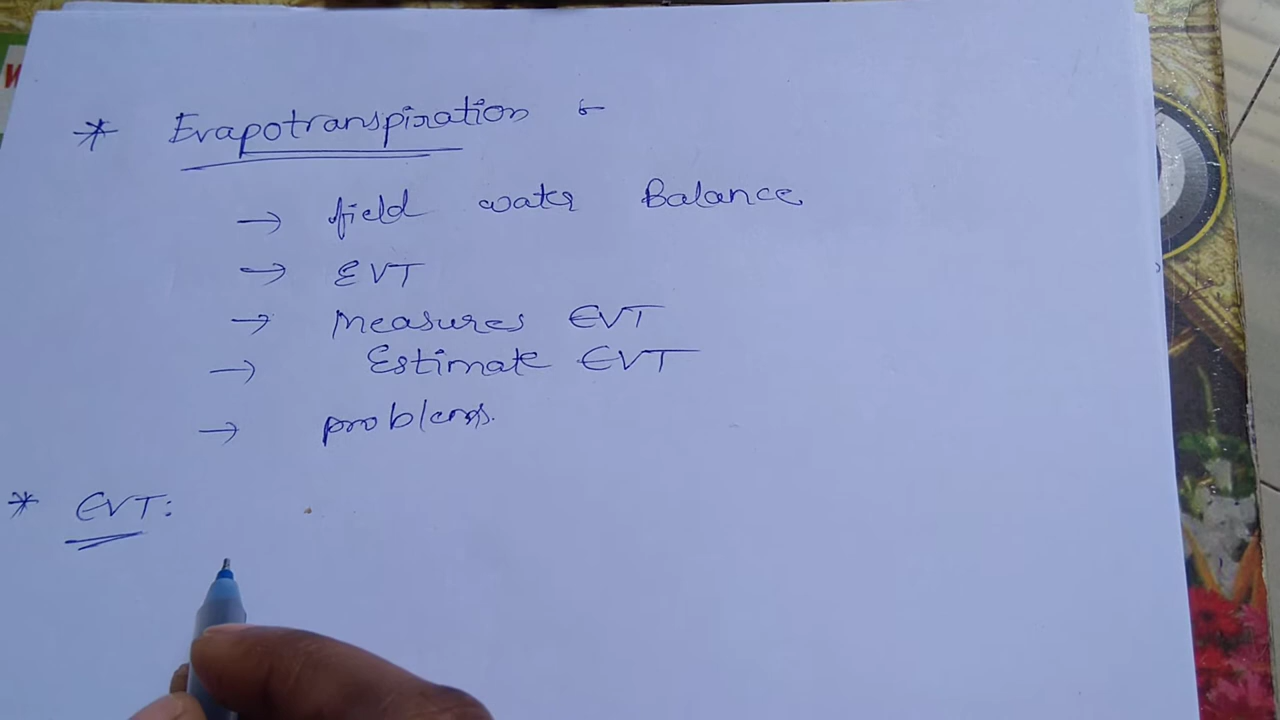 * Evapotranspiration :-
→ field water Balance
→ EVT
→ Measures EVT
→ Estimate EVT
→ problems.
* EVT: